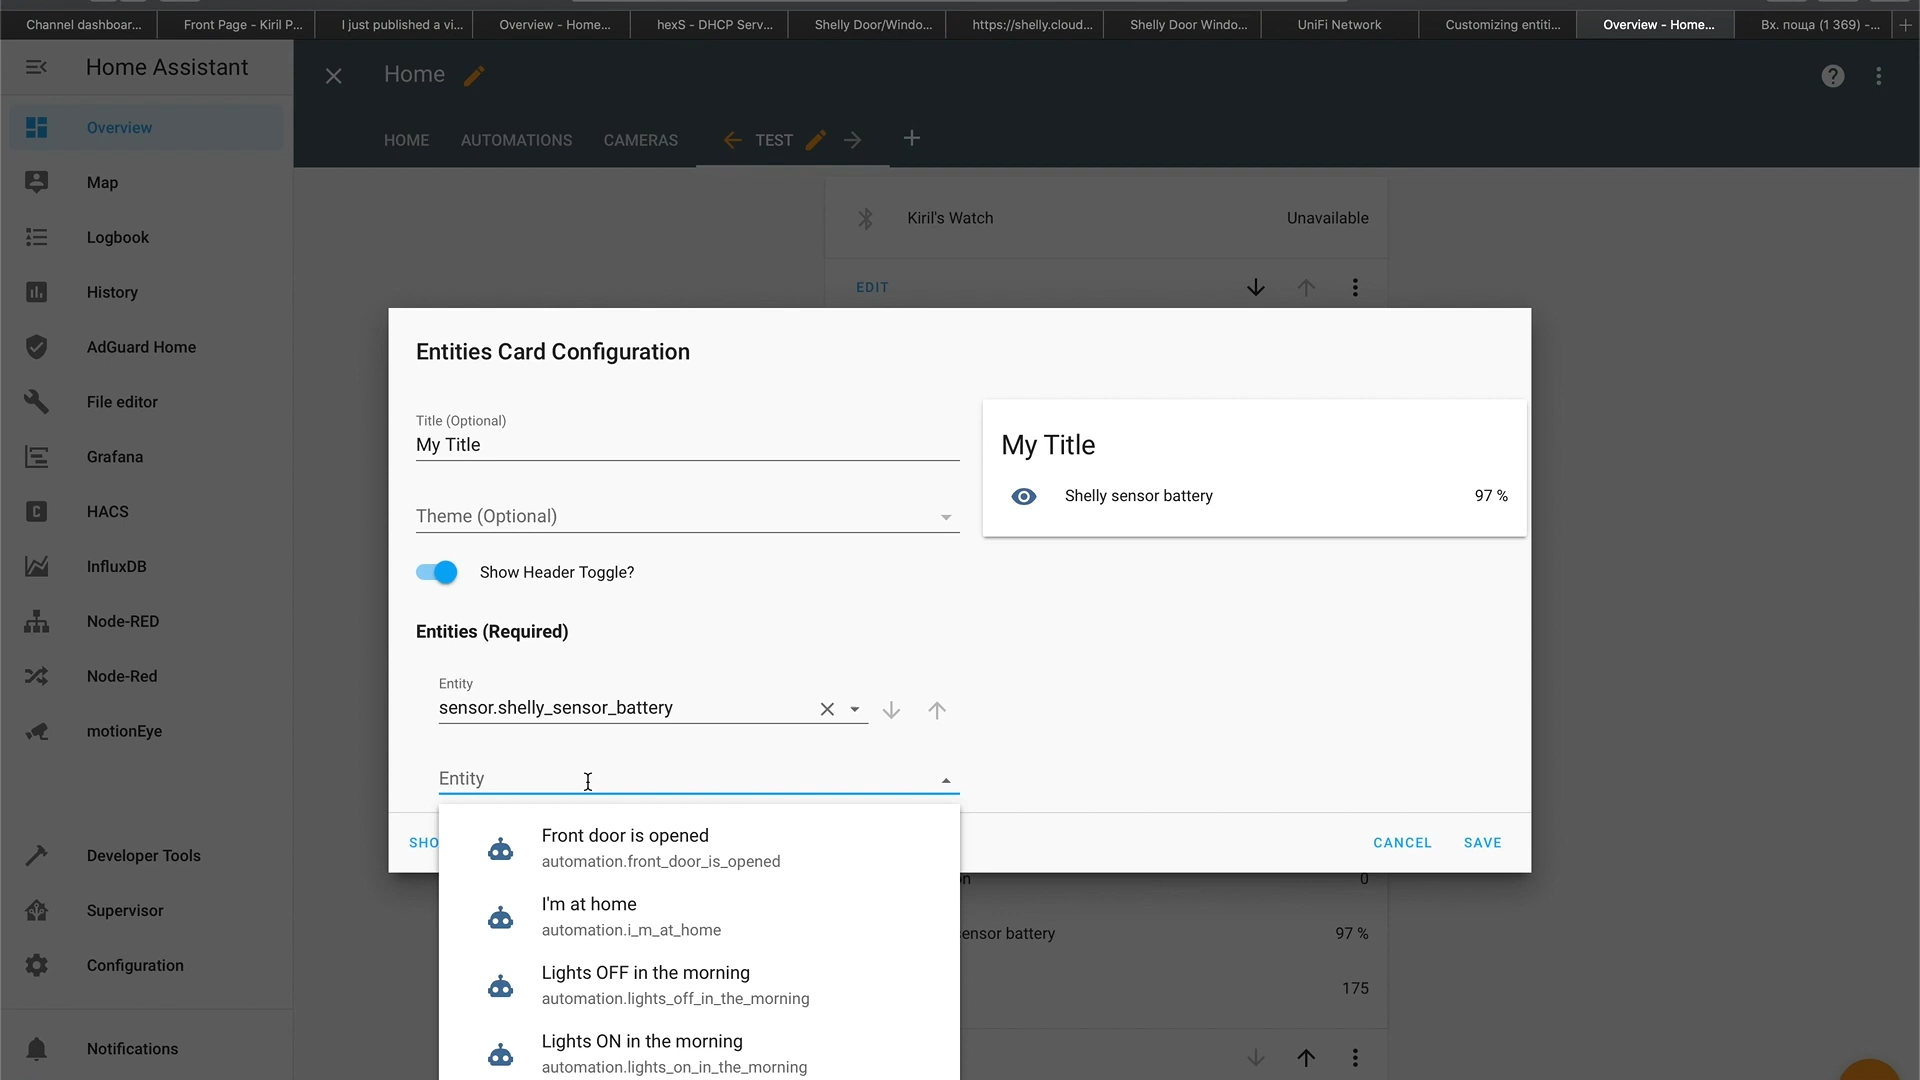 Channel dashboar...
Front Page - Kiril P...
I just published a vi...
Overview - Home...
hexS - DHCP Serv...
Shelly Door/Windo...
https://shelly.cloud...
Shelly Door Windo...
UniFi Network
Customizing entiti...
Overview - Home...
Вх. поща (1 369) -...
Home Assistant
Home
Overview
HOME
AUTOMATIONS
CAMERAS
TEST
Map
Kiril's Watch
Unavailable
Logbook
EDIT
History
Entities Card Configuration
AdGuard Home
File editor
Title (Optional)
My Title
My Title
Grafana
Shelly sensor battery
97 %
HACS
Theme (Optional)
InfluxDB
Show Header Toggle?
Node-RED
Entities (Required)
Node-Red
Entity
sensor.shelly_sensor_battery
motionEye
Entity
SHO
CANCEL
SAVE
Front door is opened
automation.front_door_is_opened
Developer Tools
n
0
I'm at home
automation.i_m_at_home
Supervisor
ensor battery
97 %
Lights OFF in the morning
automation.lights_off_in_the_morning
Configuration
175
Lights ON in the morning
automation.lights_on_in_the_morning
Notifications